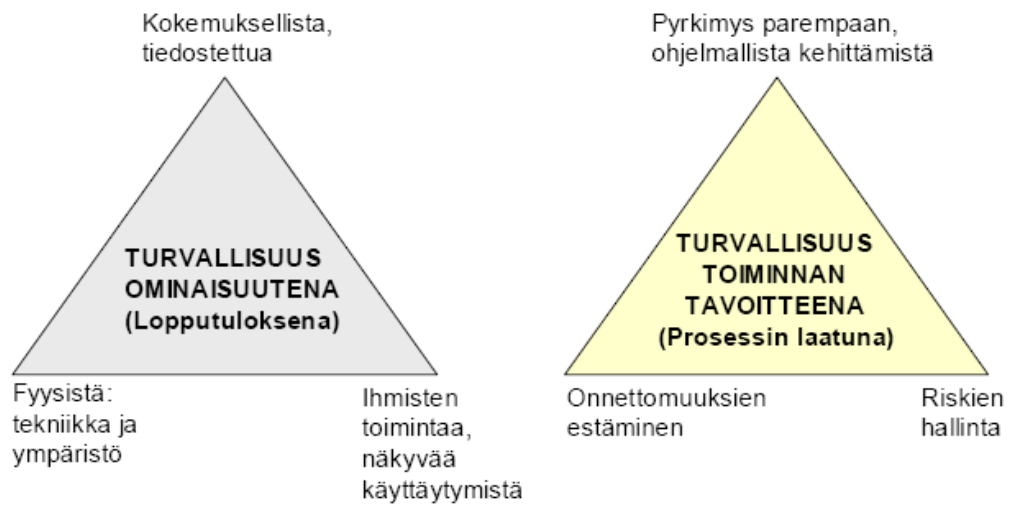 Kokemuksellista,
tiedostettua
TURVALLISUUS
OMINAISUUTENA
(Lopputuloksena)
Fyysistä:
tekniikka ja
ympäristö
Ihmisten
toimintaa,
näkyvää
käyttäytymistä
Pyrkimys parempaan,
ohjelmallista kehittämistä
TURVALLISUUS
TOIMINNAN
TAVOITTEENA
(Prosessin laatuna)
Onnettomuuksien
estäminen
Riskien
hallinta